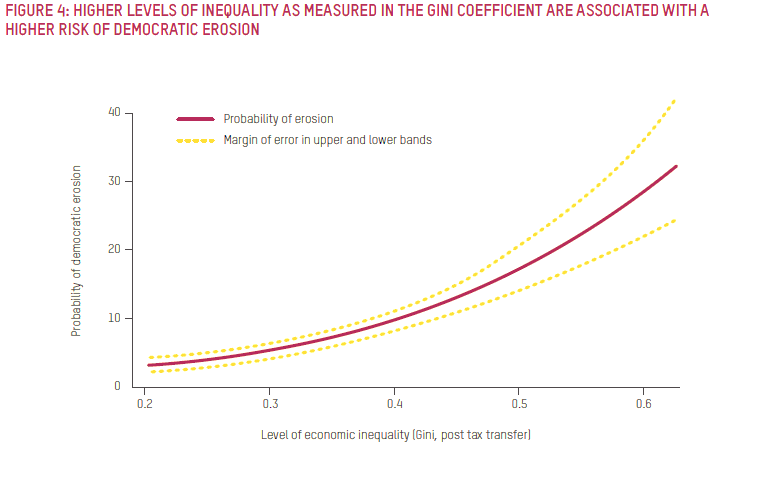 FIGURE 4: HIGHER LEVELS OF INEQUALITY AS MEASURED IN THE GINI COEFFICIENT ARE ASSOCIATED WITH A
HIGHER RISK OF DEMOCRATIC EROSION
Probability of erosion
Margin of error in upper and lower bands
Probability of democratic erosion
40
30
20
10
0
0.2
0.3
0.4
0.5
0.6
Level of economic inequality (Gini, post tax transfer)